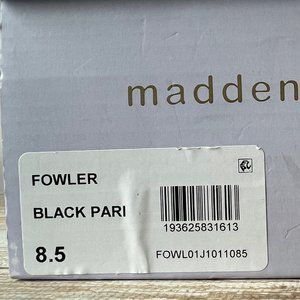 madden
FOWLER
BLACK PARI
193625831613
8.5
FOWL01J1011085